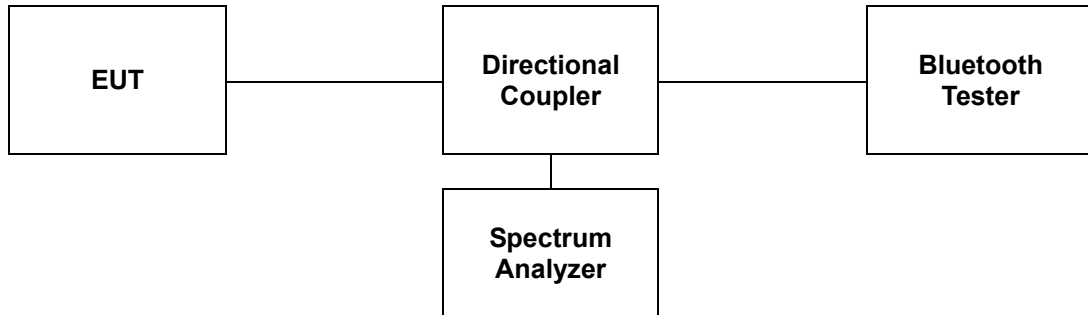 EUT
Directional
Coupler
Bluetooth
Tester
Spectrum
Analyzer